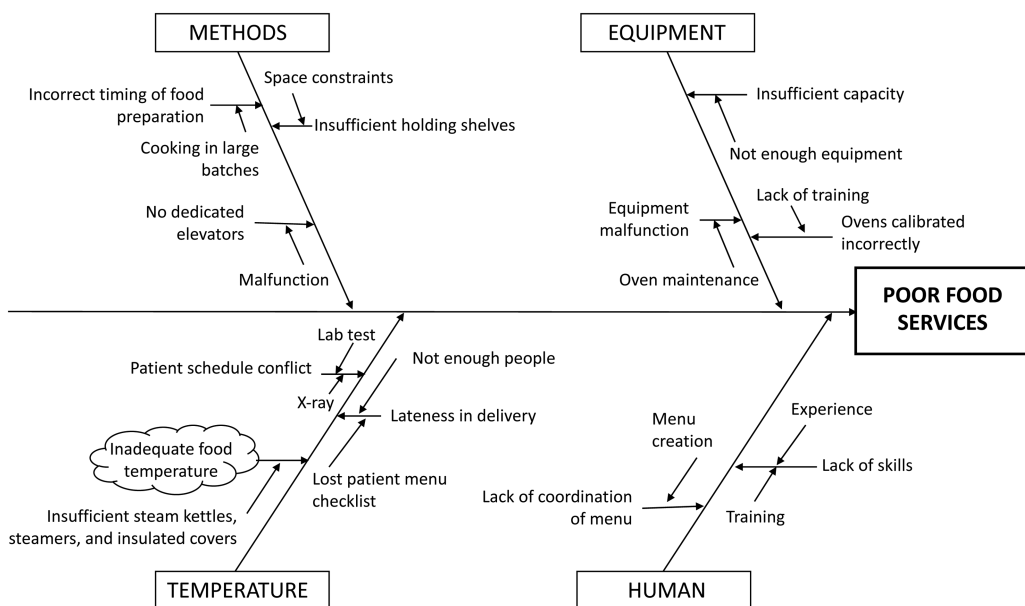 METHODS
EQUIPMENT
Space constraints
Incorrect timing of food
preparation
Insufficient holding shelves
Cooking in large
batches
No dedicated
elevators
Malfunction
Insufficient capacity
Not enough equipment
Lack of training
Equipment
malfunction
Ovens calibrated
incorrectly
Oven maintenance
POOR FOOD
SERVICES
Lab test
Patient schedule conflict
Not enough people
X-ray
Lateness in delivery
Inadequate food
temperature
Lost patient menu
checklist
Insufficient steam kettles,
steamers, and insulated covers
Menu
creation
Experience
Lack of skills
Lack of coordination
of menu
Training
TEMPERATURE
HUMAN